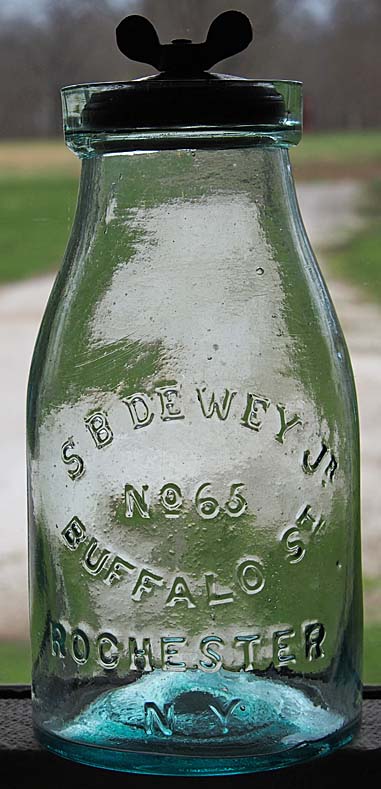 S B DEWEY JR
No 65
BUFFALO ST
ROCHESTER
N Y